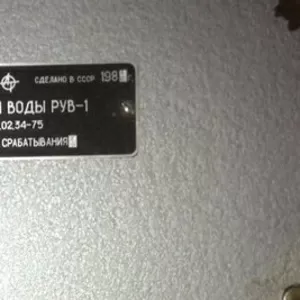 СДЕЛАНО В СССР 198 г.
ВОДЫ РУВ-1
.02.34-75
СРАБАТЫВАНИЯ